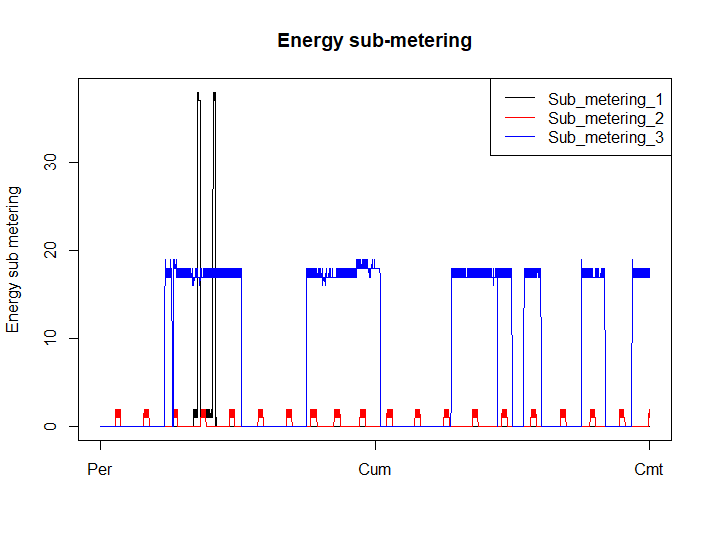 Energy sub-metering
Sub_metering_1
Sub_metering_2
Sub_metering_3
Energy sub metering
30
20
10
0
Per
Cum
Cmt